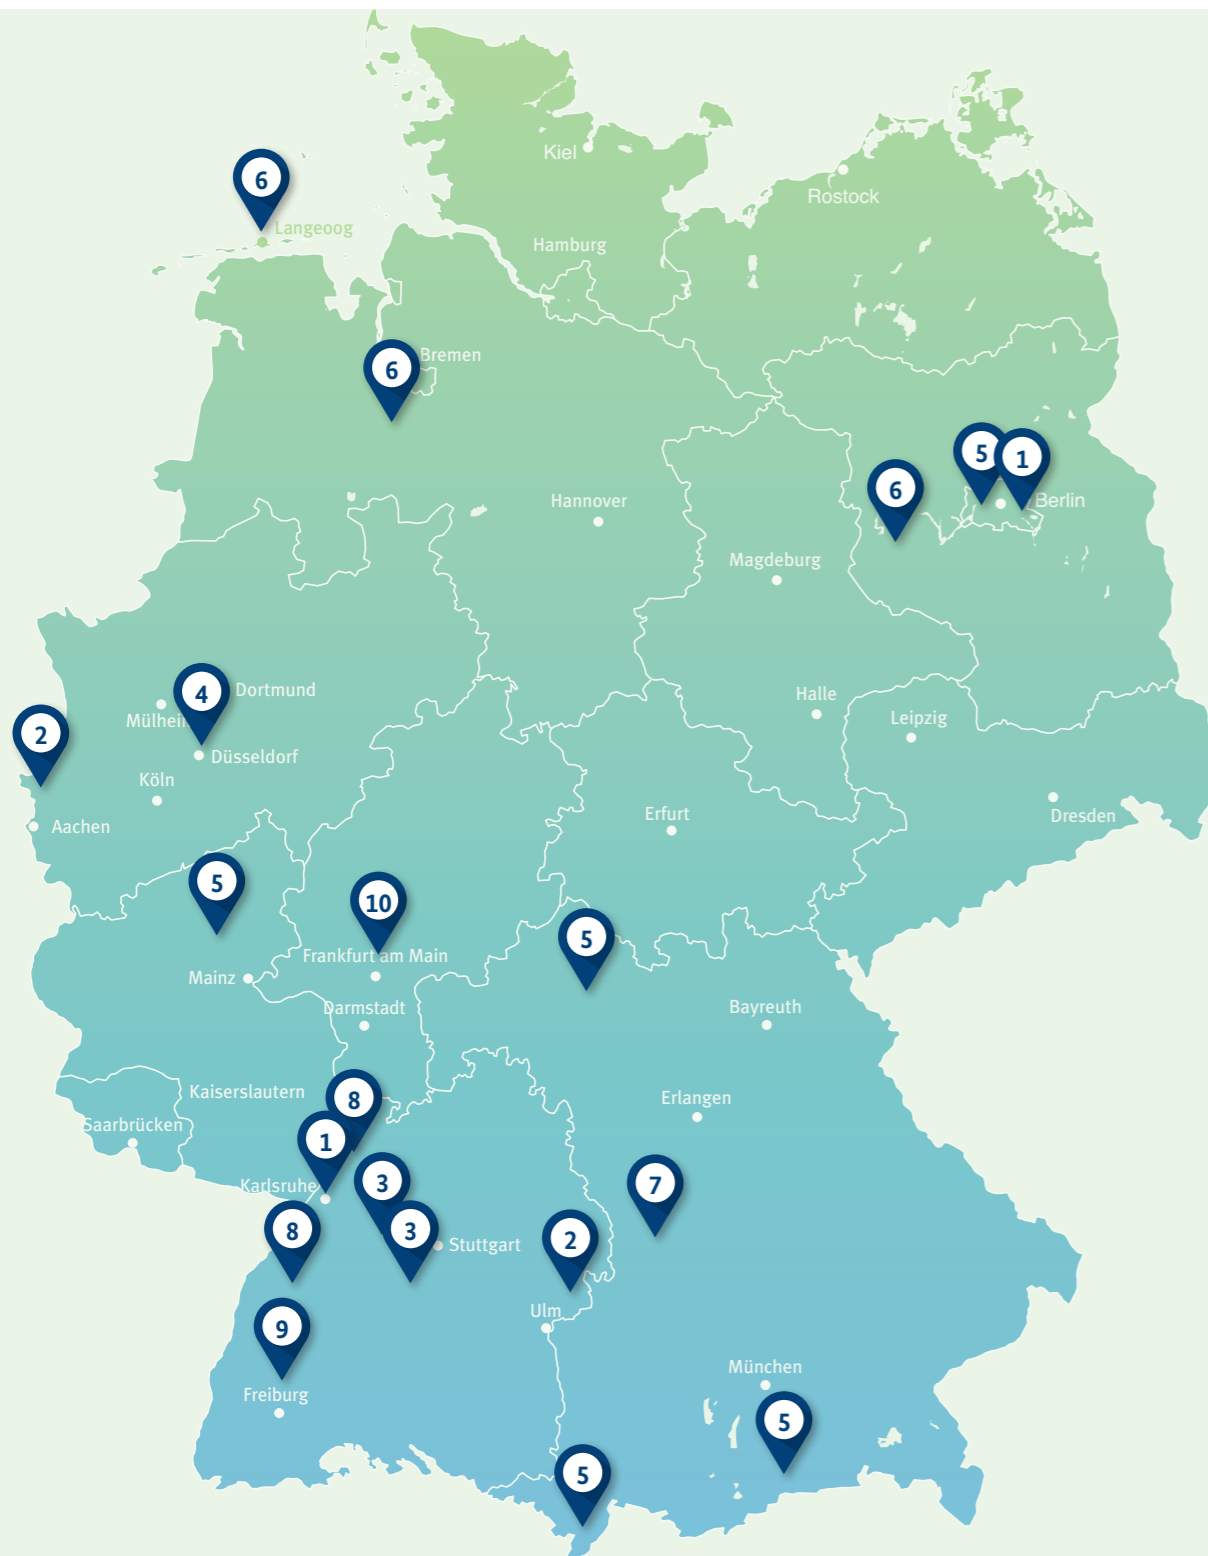 Kiel
Rostock
6
Langeoog
Hamburg
Bremen
6
5
1
6
Hannover
Berlin
Magdeburg
4
Dortmund
Halle
Mülhei
2
Leipzig
Düsseldorf
Köln
Erfurt
Dresden
Aachen
5
10
5
Frankfurt am Main
Mainz
Darmstadt
Bayreuth
Kaiserslautern
8
Erlangen
Saarbrücken
1
Karlsruhe
3
7
8
3
2
Stuttgart
Ulm
9
München
Freiburg
5
5